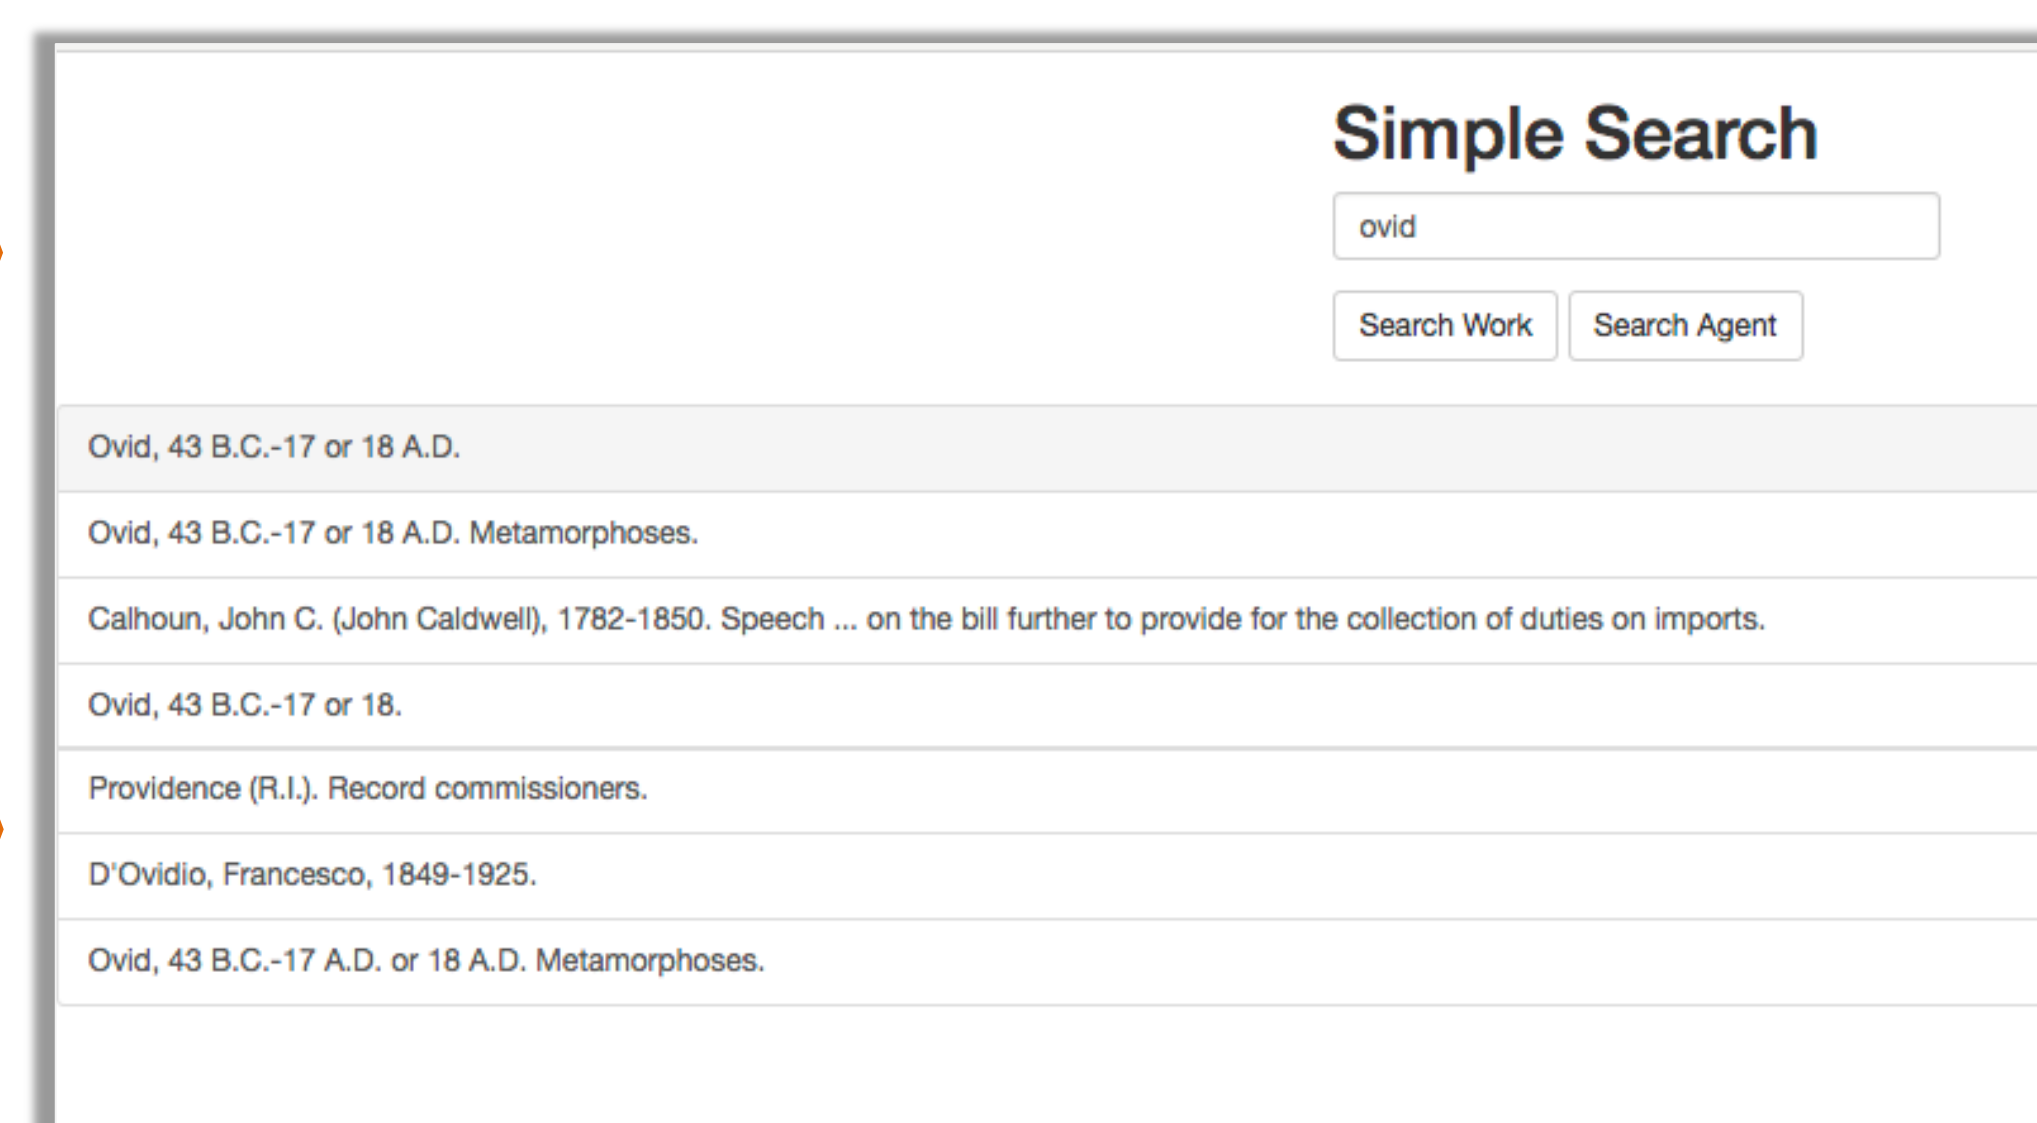 Simple Search
ovid
Search Work Search Agent
Ovid, 43 B.C.-17 or 18 A.D.
Ovid, 43 B.C.-17 or 18 A.D. Metamorphoses.
Calhoun, John C. (John Caldwell), 1782-1850. Speech ... on the bill further to provide for the collection of duties on imports.
Ovid, 43 B.C.-17 or 18.
Providence (R.I.). Record commissioners.
D'Ovidio, Francesco, 1849-1925.
Ovid, 43 B.C.-17 A.D. or 18 A.D. Metamorphoses.